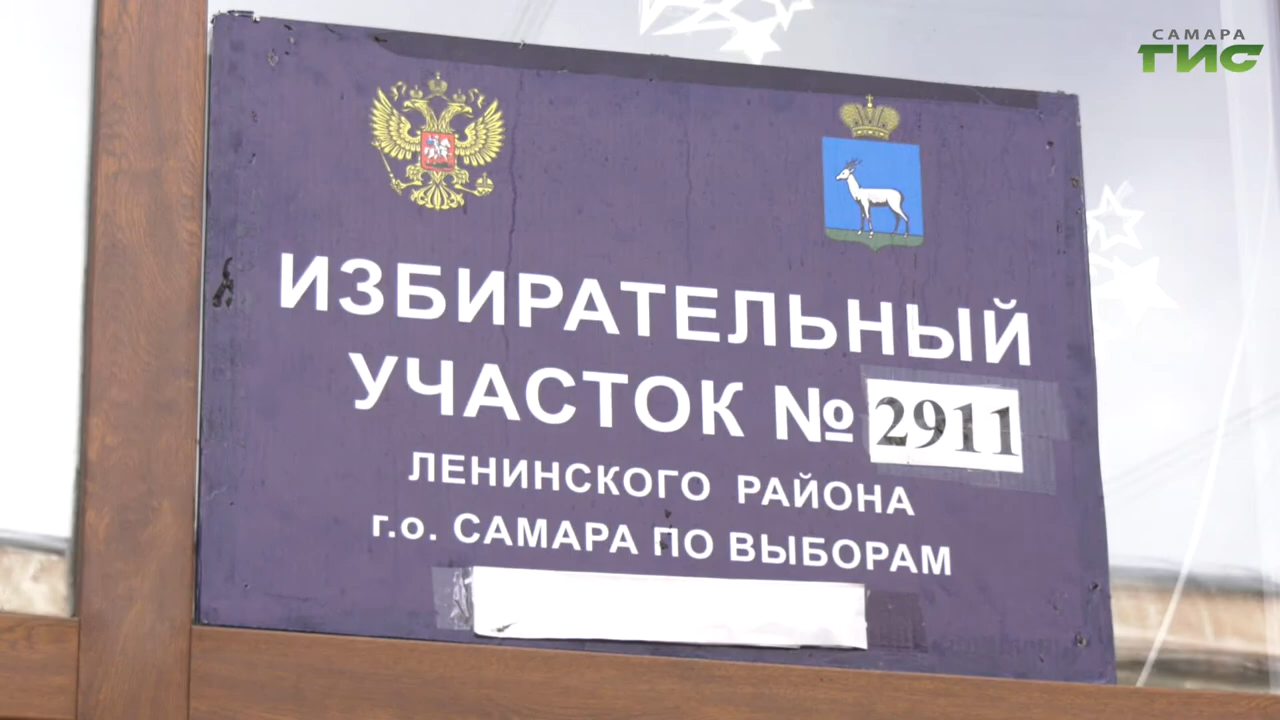 САМАРА
ГИС
ИЗБИРАТЕЛЬНЫЙ
УЧАСТОК № 2911
ЛЕНИНСКОГО РАЙОНА
г.о. САМАРА ПО ВЫБОРАМ